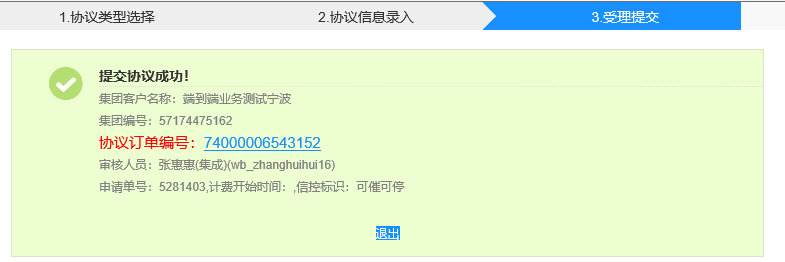 1.协议类型选择
2.协议信息录入
3.受理提交
提交协议成功！
集团客户名称：端到端业务测试宁波
集团编号：57174475162
协议订单编号：74000006543152
审核人员：张惠惠(集成)(wb_zhanghuihui16)
申请单号：5281403,计费开始时间：,信控标识：可催可停
退出